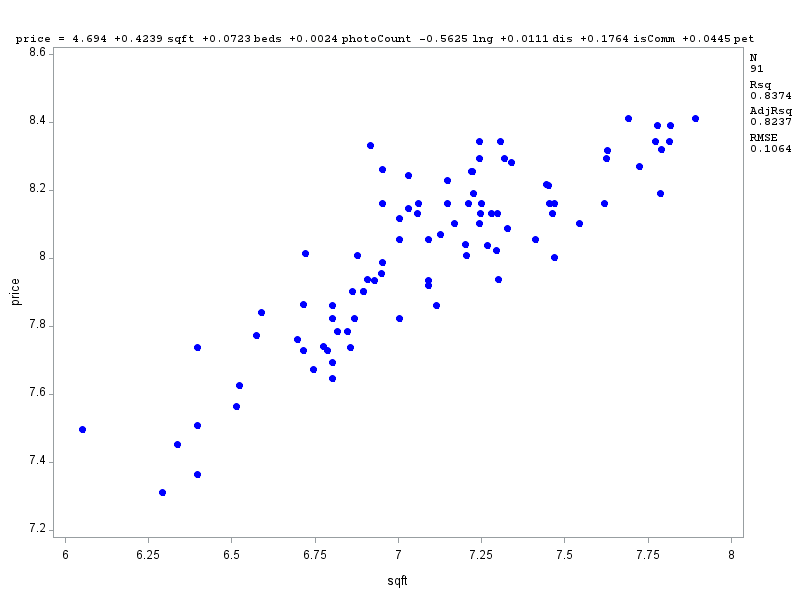 price = 4.694 +0.4239 sqft +0.0723 beds +0.0024 photoCount -0.5625 lng +0.0111 dis +0.1764 isComm +0.0445 pet
N
91
Rsq
0.8374
AdjRsq
0.8237
RMSE
0.1064
8.6
8.4
8.2
8
7.8
7.6
7.4
7.2
price
6 6.25 6.5 6.75 7 7.25 7.5 7.75 8
sqft